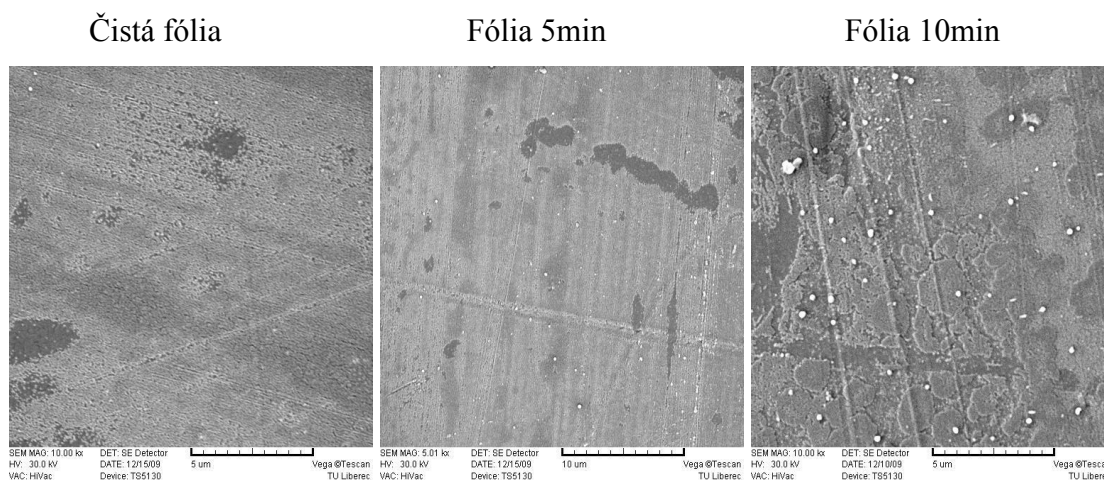 Čistá fólia
Fólia 5min
Fólia 10min
SEM MAG: 10.00 kx DET: SE Detector
HV: 30.0 kV DATE: 12/15/09 5 um Vega ©Tescan
VAC: HiVac Device: TS5130 TU Liberec
SEM MAG: 5.01 kx DET: SE Detector
HV: 30.0 kV DATE: 12/15/09 10 um Vega ©Tescan
VAC: HiVac Device: TS5130 TU Liberec
SEM MAG: 10.00 kx DET: SE Detector
HV: 30.0 kV DATE: 12/10/09 5 um Vega ©Tescan
VAC: HiVac Device: TS5130 TU Liberec